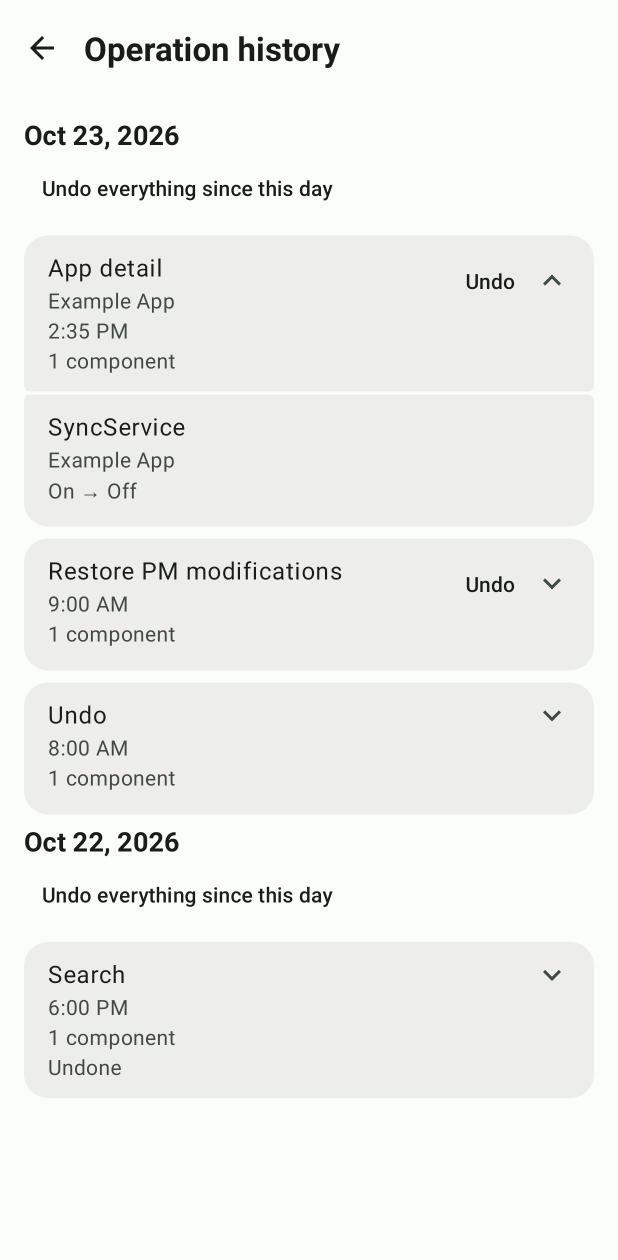 Operation history
Oct 23, 2026
Undo everything since this day
App detail
Example App
2:35 PM
1 component
Undo
SyncService
Example App
On → Off
Restore PM modifications
9:00 AM
1 component
Undo
Undo
8:00 AM
1 component
Oct 22, 2026
Undo everything since this day
Search
6:00 PM
1 component
Undone